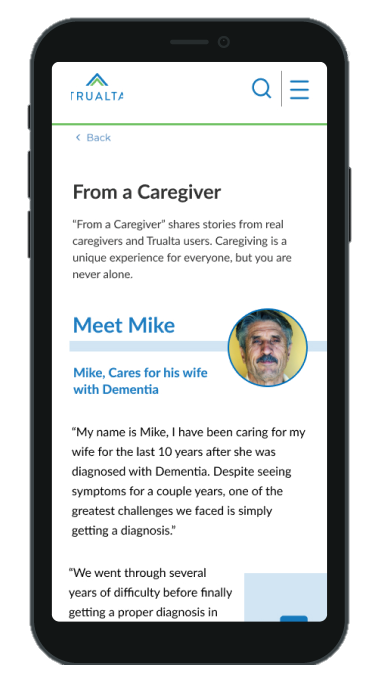 TRUALTA
< Back
From a Caregiver
“From a Caregiver” shares stories from real
caregivers and Trualta users. Caregiving is a
unique experience for everyone, but you are
never alone.
Meet Mike
Mike, Cares for his wife
with Dementia
“My name is Mike, I have been caring for my
wife for the last 10 years after she was
diagnosed with Dementia. Despite seeing
symptoms for a couple years, one of the
greatest challenges we faced is simply
getting a diagnosis.”
“We went through several
years of difficulty before finally
getting a proper diagnosis in